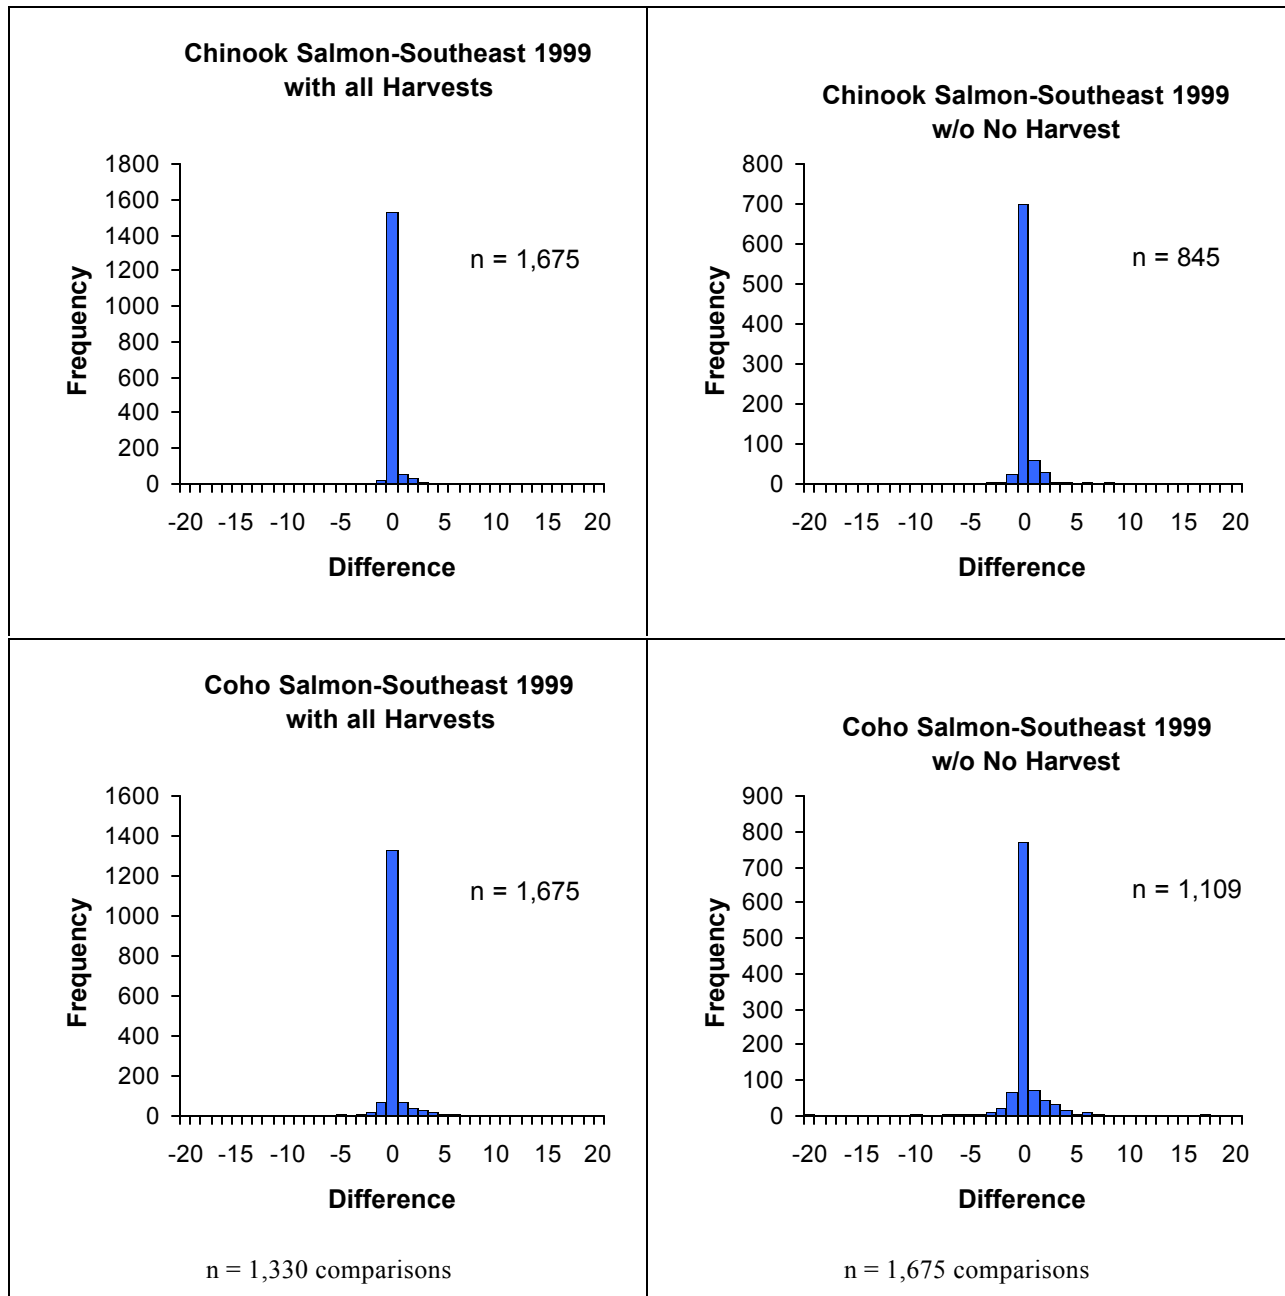 Chinook Salmon-Southeast 1999
with all Harvests
1800
1600
1400
1200
1000
800
600
400
200
0
Frequency
n = 1,675
-20 -15 -10 -5 0 5 10 15 20
Difference
Chinook Salmon-Southeast 1999
w/o No Harvest
800
700
600
500
400
300
200
100
0
Frequency
n = 845
-20 -15 -10 -5 0 5 10 15 20
Difference
Coho Salmon-Southeast 1999
with all Harvests
1600
1400
1200
1000
800
600
400
200
0
Frequency
n = 1,675
-20 -15 -10 -5 0 5 10 15 20
Difference
n = 1,330 comparisons
Coho Salmon-Southeast 1999
w/o No Harvest
900
800
700
600
500
400
300
200
100
0
Frequency
n = 1,109
-20 -15 -10 -5 0 5 10 15 20
Difference
n = 1,675 comparisons